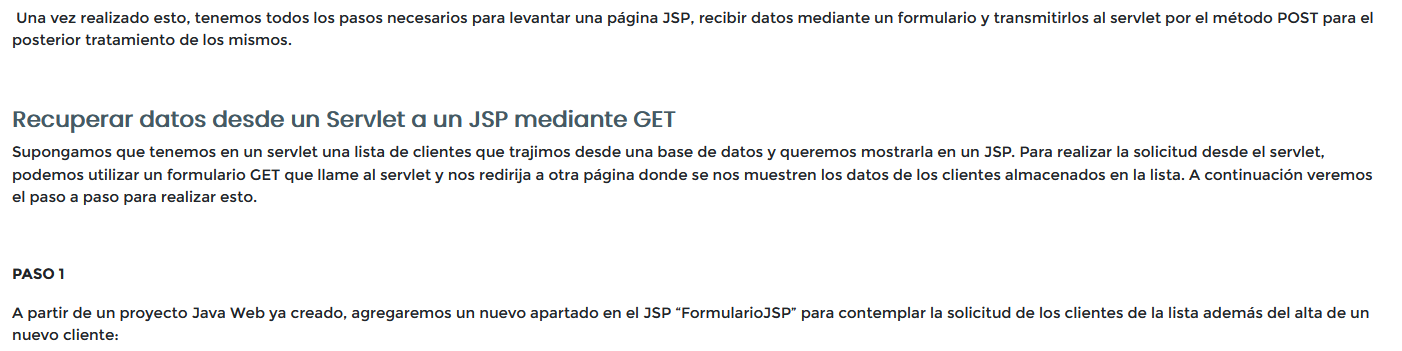 Una vez realizado esto, tenemos todos los pasos necesarios para levantar una página JSP, recibir datos mediante un formulario y transmitirlos al servlet por el método POST para el
posterior tratamiento de los mismos.
Recuperar datos desde un Servlet a un JSP mediante GET
Supongamos que tenemos en un servlet una lista de clientes que trajimos desde una base de datos y queremos mostrarla en un JSP. Para realizar la solicitud desde el servlet,
podemos utilizar un formulario GET que llame al servlet y nos redirija a otra página donde se nos muestren los datos de los clientes almacenados en la lista. A continuación veremos
el paso a paso para realizar esto.
PASO 1
A partir de un proyecto Java Web ya creado, agregaremos un nuevo apartado en el JSP “FormularioJSP” para contemplar la solicitud de los clientes de la lista además del alta de un
nuevo cliente: